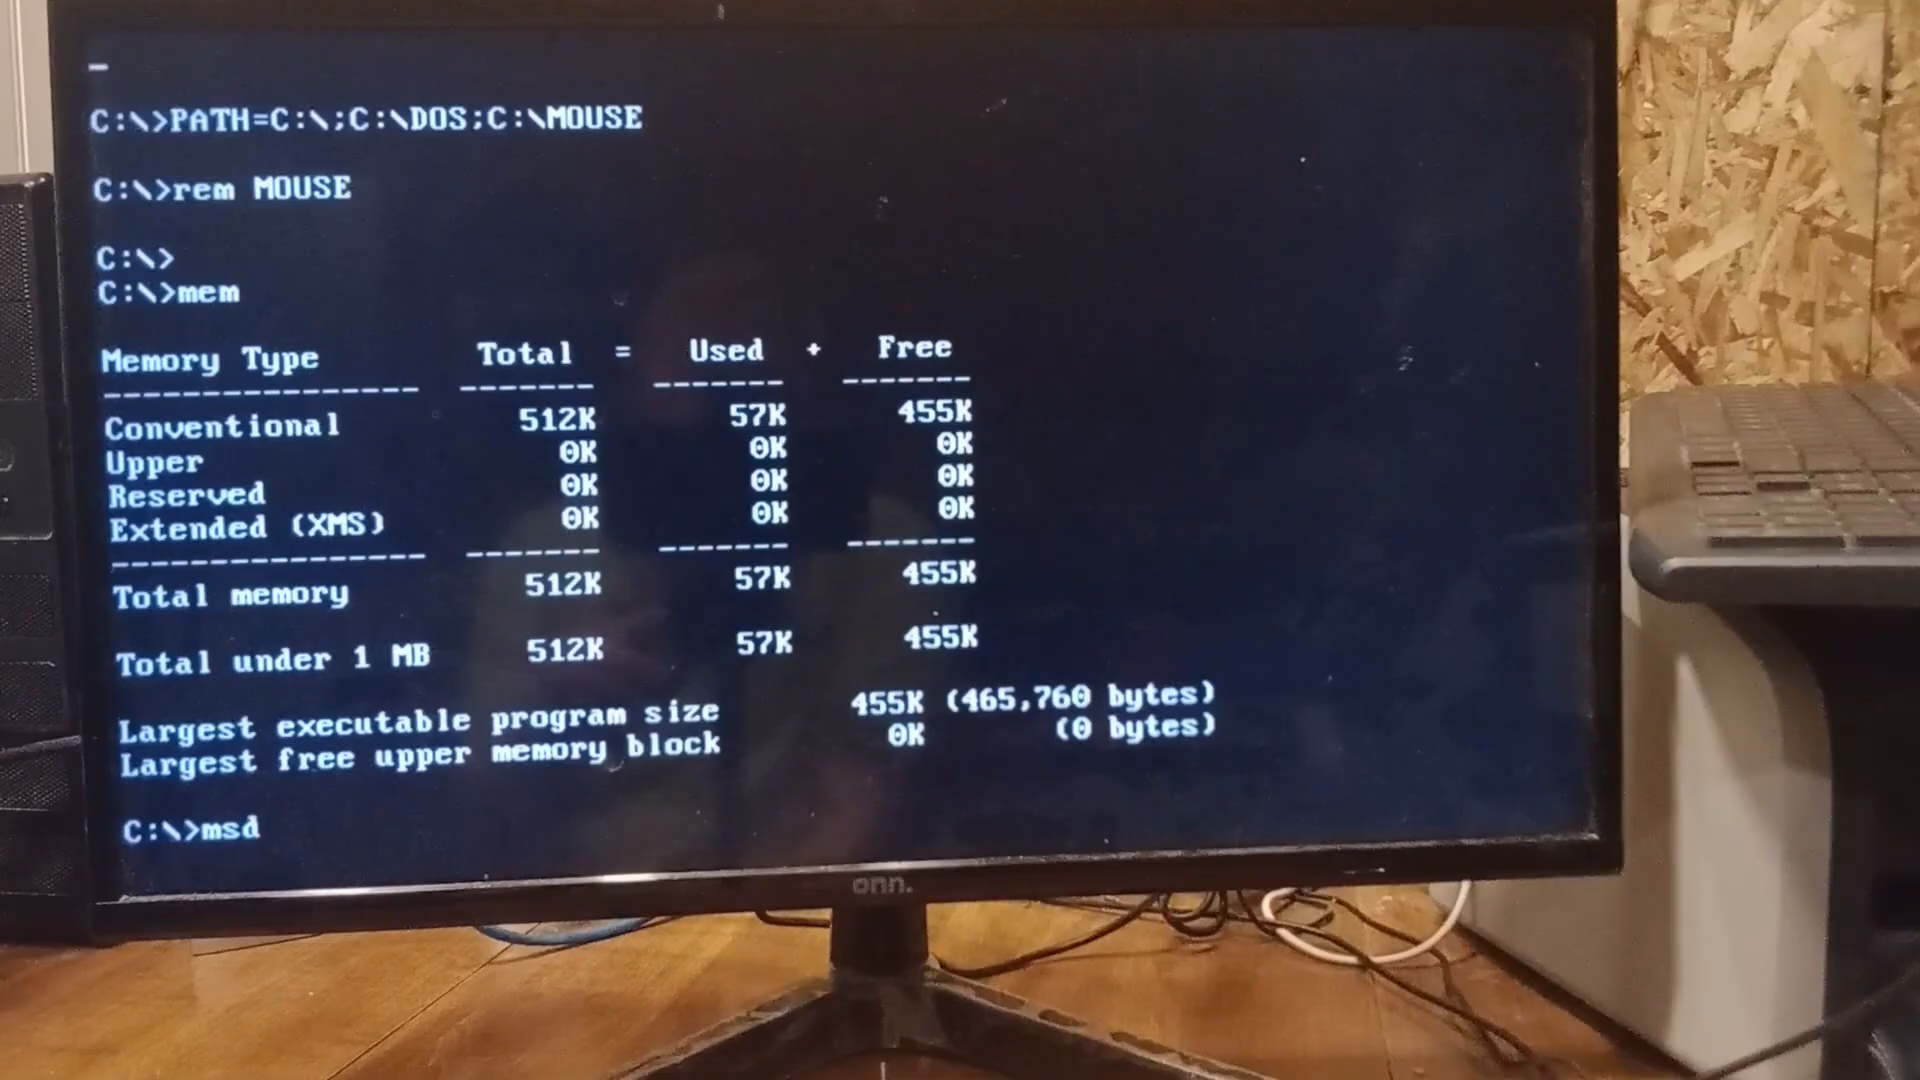 C:\>PATH=C:\;C:\DOS;C:\MOUSE
C:\>rem MOUSE
C:\>
C:\>mem
Memory Type Total = Used + Free
---------------- ------- ------- -------
Conventional 512K 57K 455K
Upper 0K 0K 0K
Reserved 0K 0K 0K
Extended (XMS) 0K 0K 0K
---------------- ------- ------- -------
Total memory 512K 57K 455K
Total under 1 MB 512K 57K 455K
Largest executable program size 455K (465,760 bytes)
Largest free upper memory block 0K (0 bytes)
C:\>msd
onn.